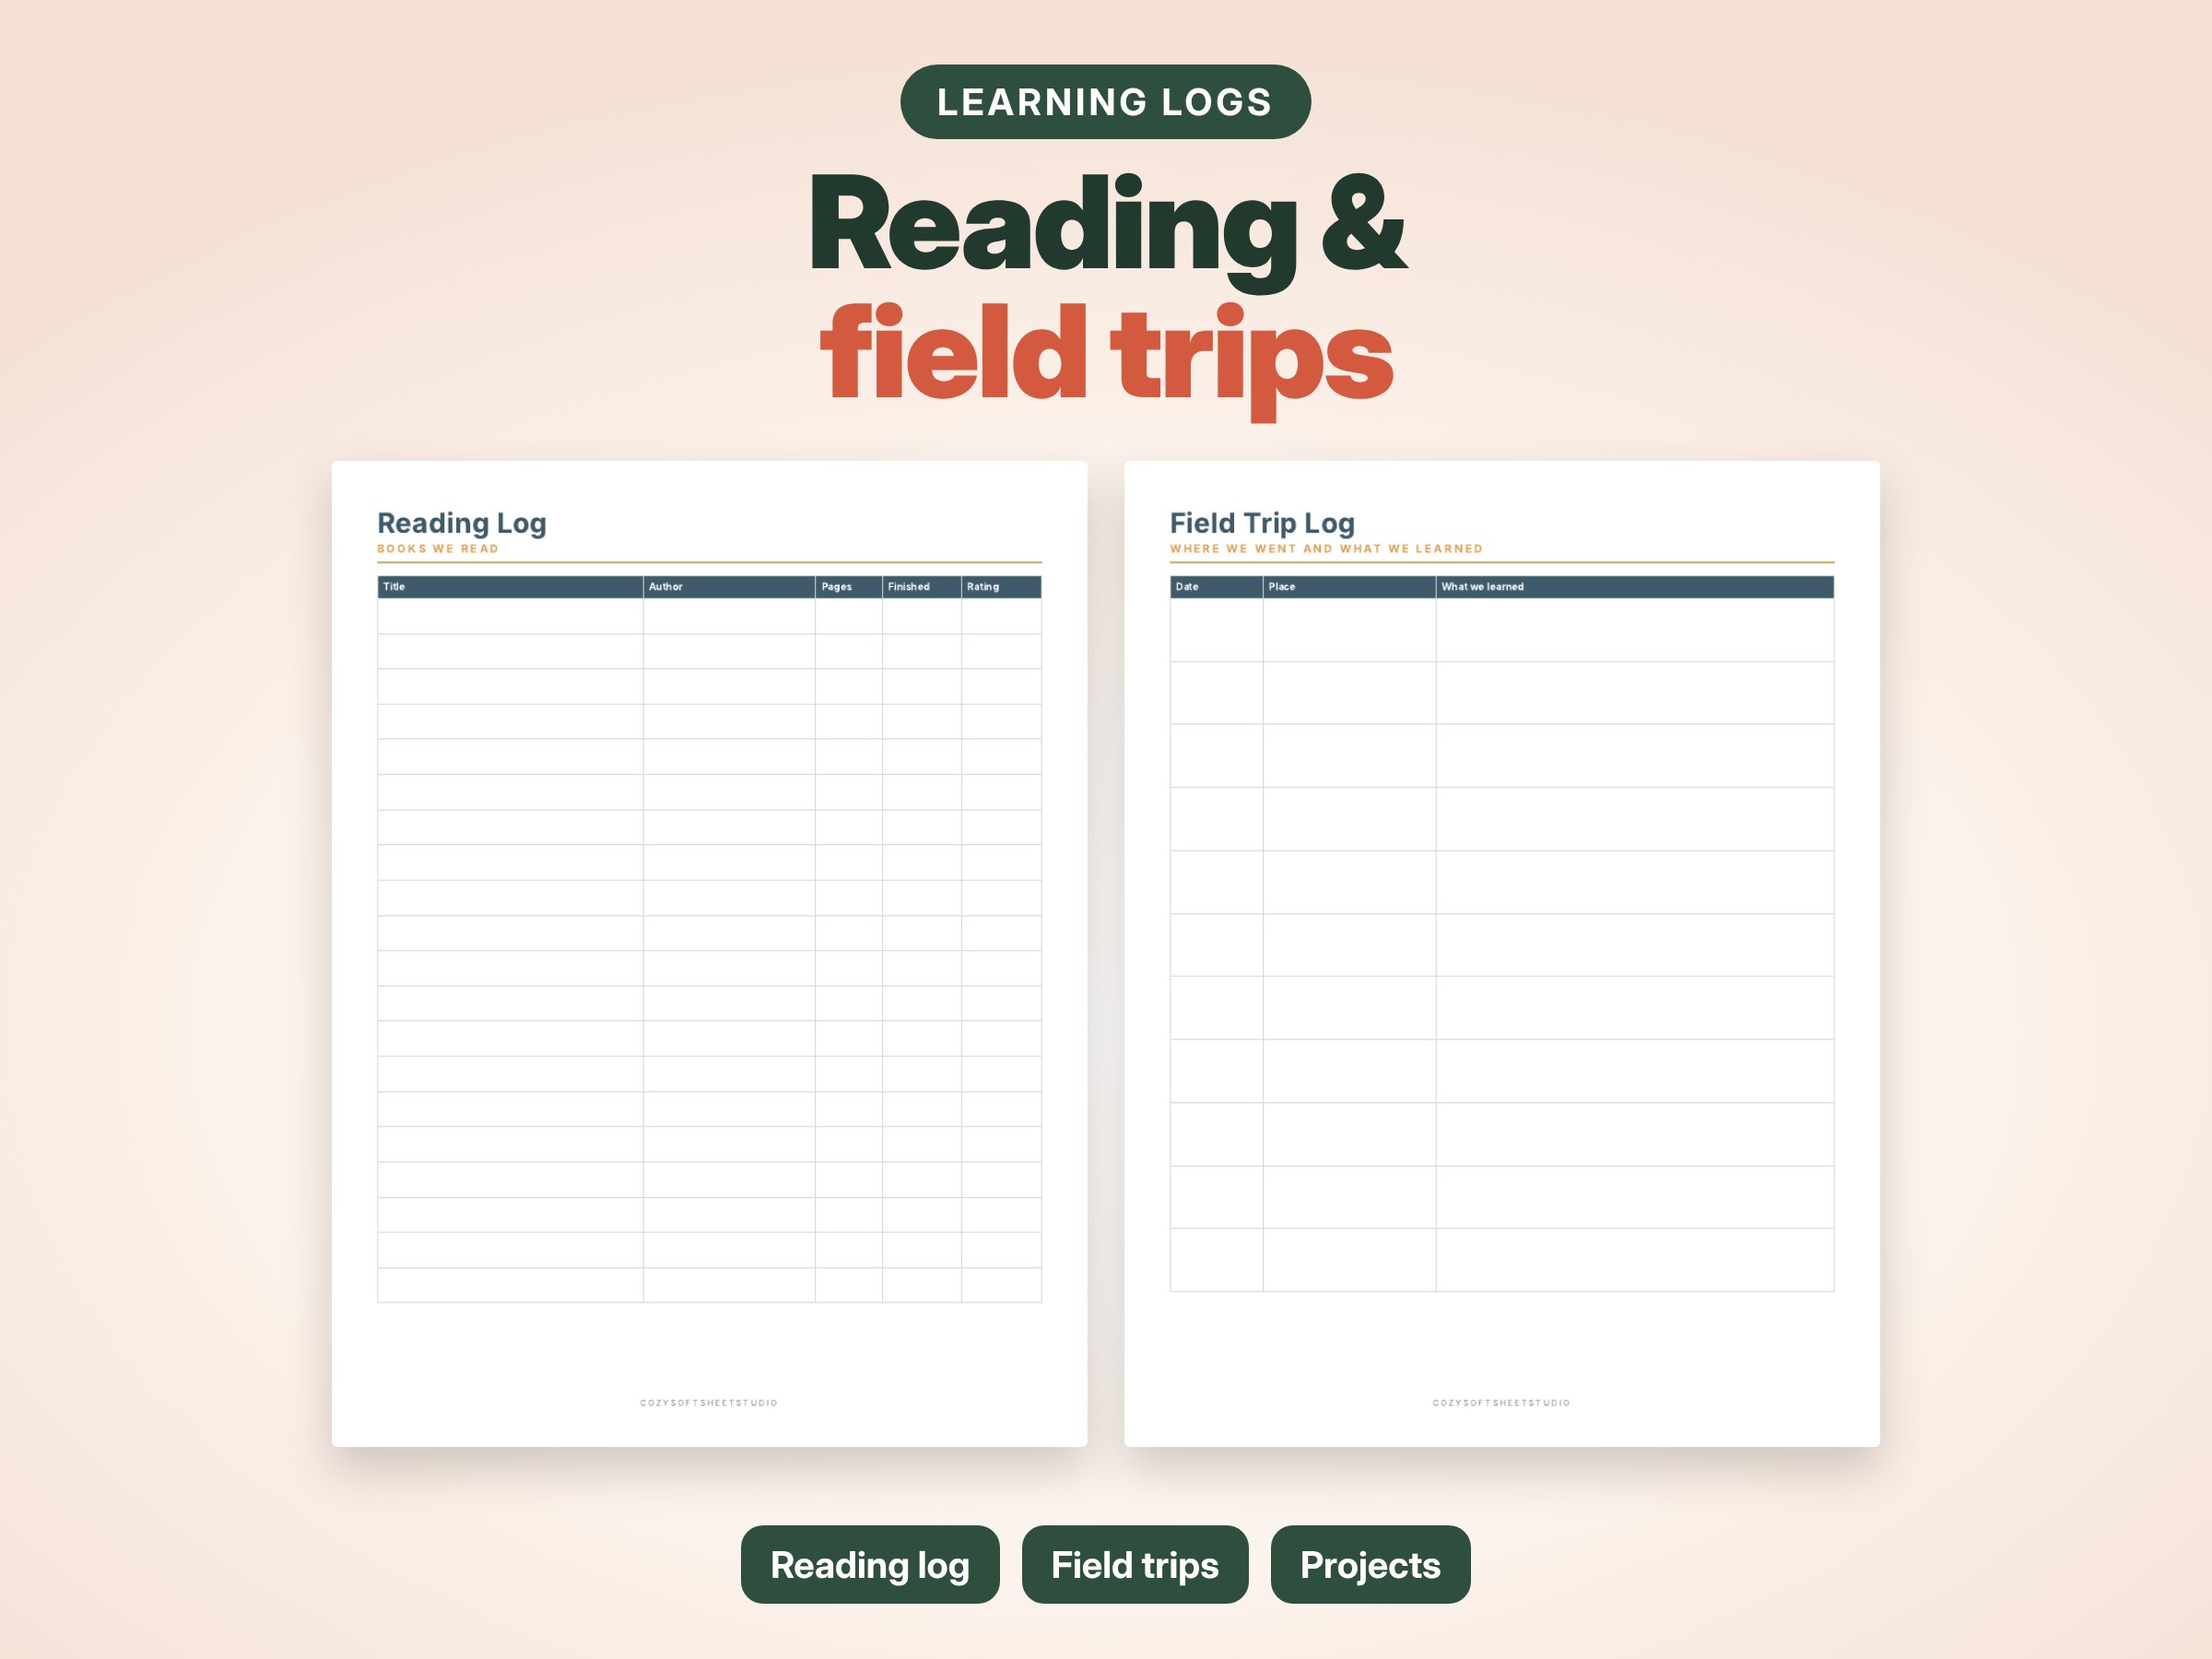 LEARNING LOGS
Reading &
field trips
Reading Log
BOOKS WE READ
Title Author Pages Finished Rating
COZYSOFTSHEETSTUDIO
Field Trip Log
WHERE WE WENT AND WHAT WE LEARNED
Date Place What we learned
COZYSOFTSHEETSTUDIO
Reading log Field trips Projects